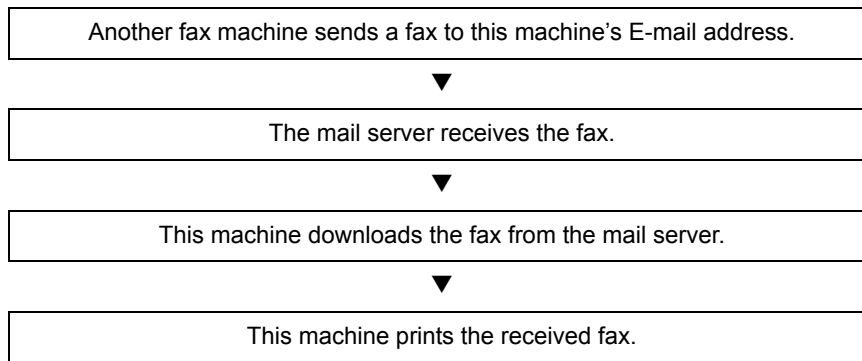 Another fax machine sends a fax to this machine's E-mail address.
The mail server receives the fax.
This machine downloads the fax from the mail server.
This machine prints the received fax.